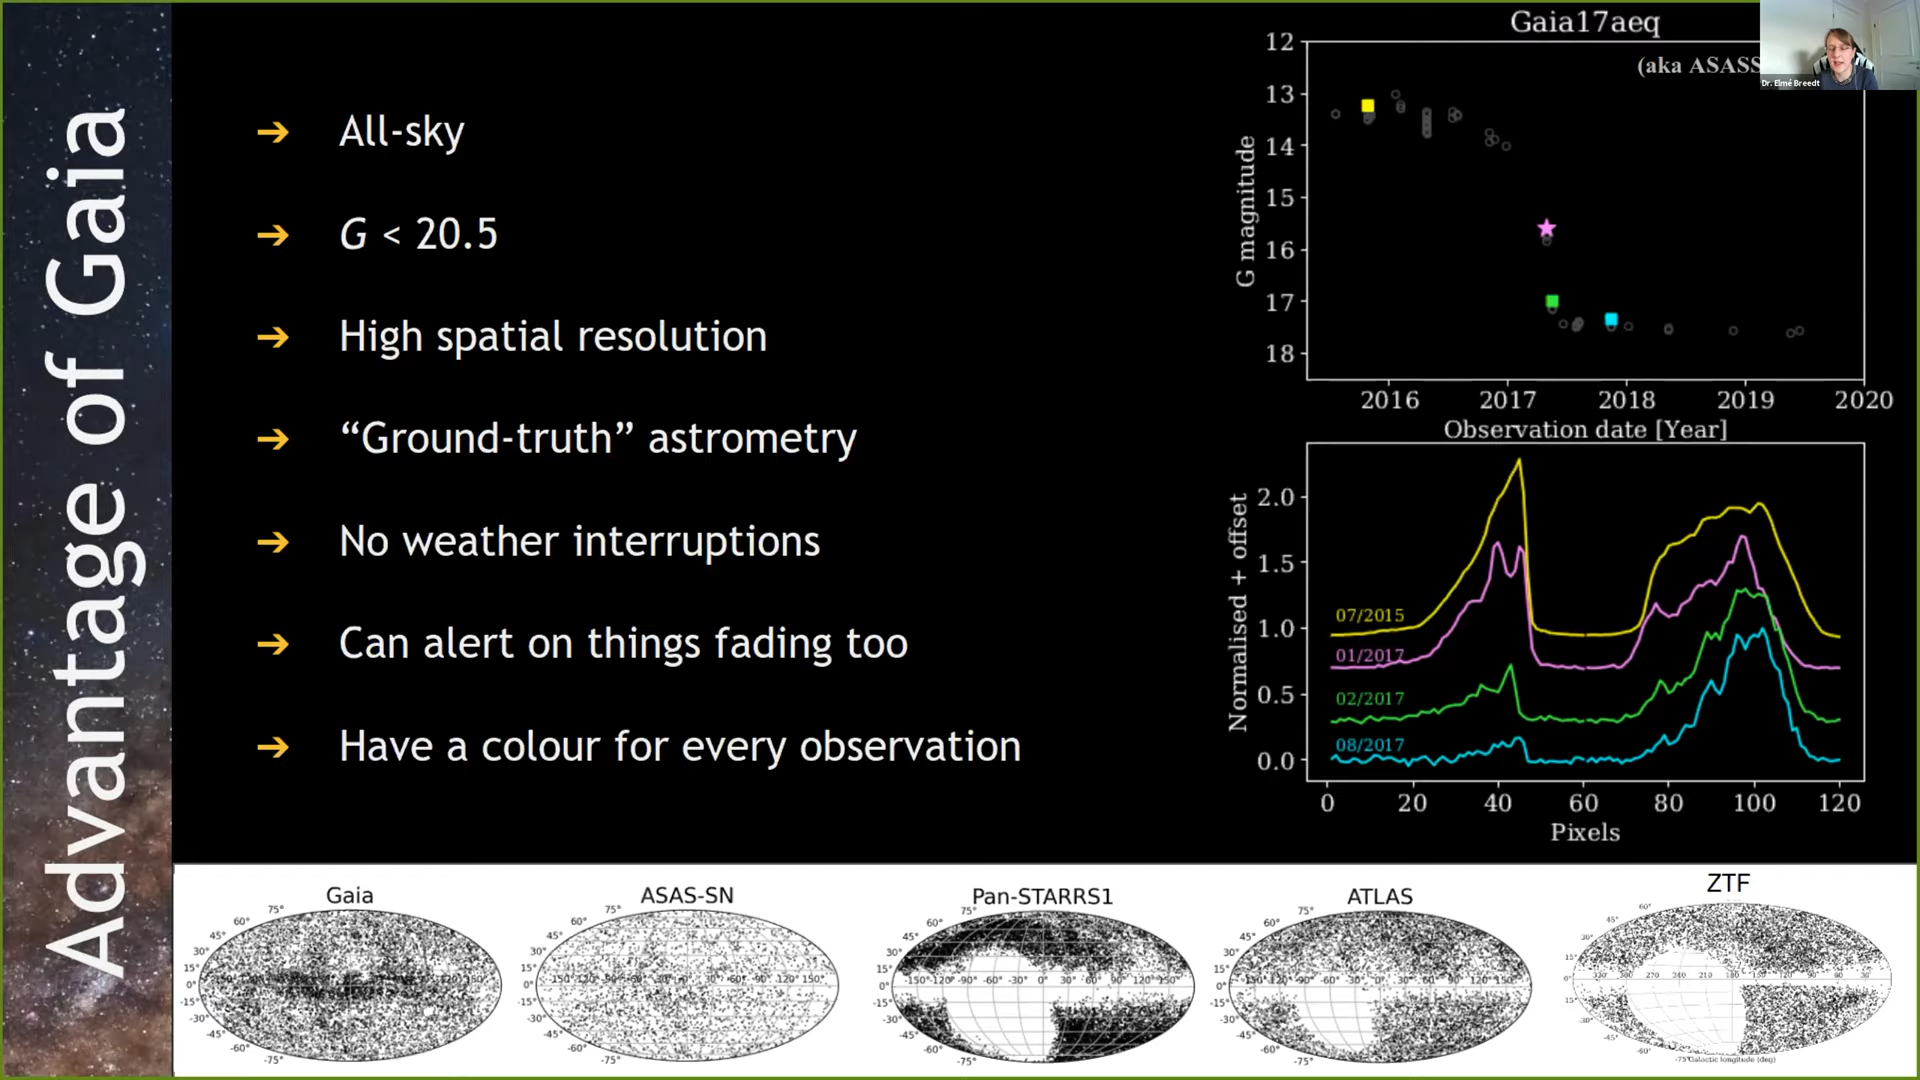 Advantage of Gaia
➔ All-sky
➔ G < 20.5
➔ High spatial resolution
➔ “Ground-truth” astrometry
➔ No weather interruptions
➔ Can alert on things fading too
➔ Have a colour for every observation
Gaia17aeq
(aka ASASS
Dr. Elmé Breedt
G magnitude
12
13
14
15
16
17
18
2016 2017 2018 2019 2020
Observation date [Year]
Normalised + offset
2.0
1.5
1.0
0.5
0.0
07/2015
01/2017
02/2017
08/2017
0 20 40 60 80 100 120
Pixels
Gaia
ASAS-SN
Pan-STARRS1
ATLAS
ZTF